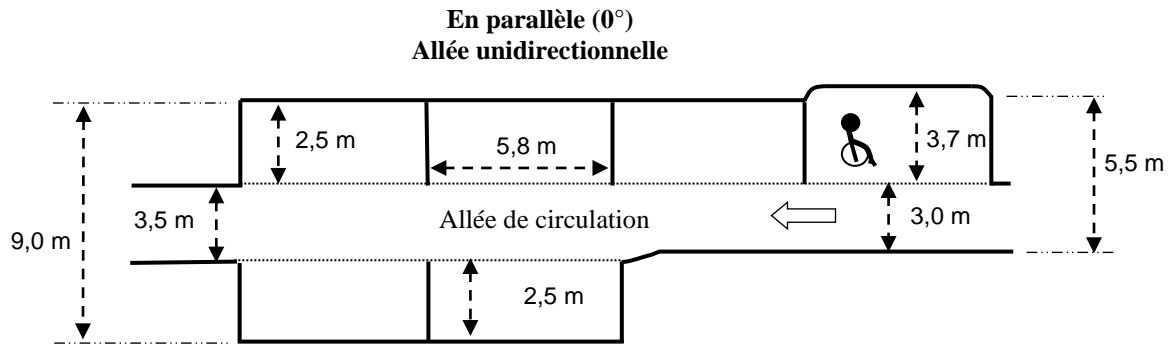 En parallèle (0°)
Allée unidirectionnelle
2,5 m
5,8 m
3,7 m
5,5 m
3,5 m
Allée de circulation
3,0 m
9,0 m
2,5 m